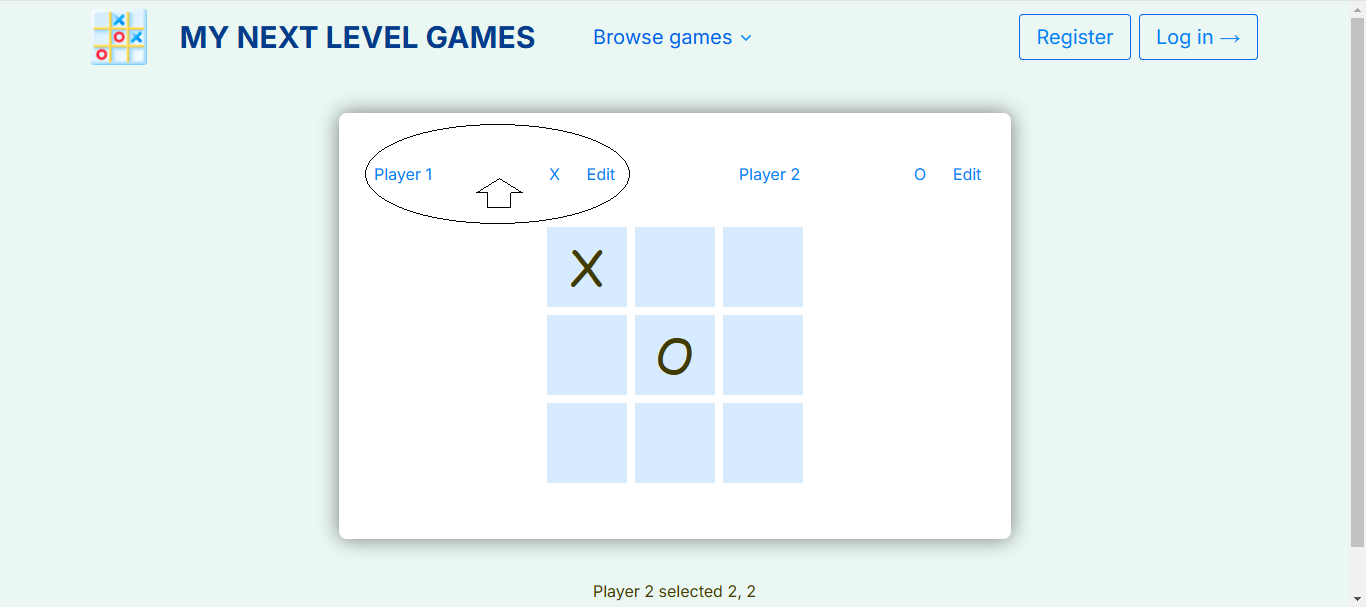 MY NEXT LEVEL GAMES
Browse games
Register
Log in →
Player 1 X Edit
Player 2 O Edit
X
O
Player 2 selected 2, 2